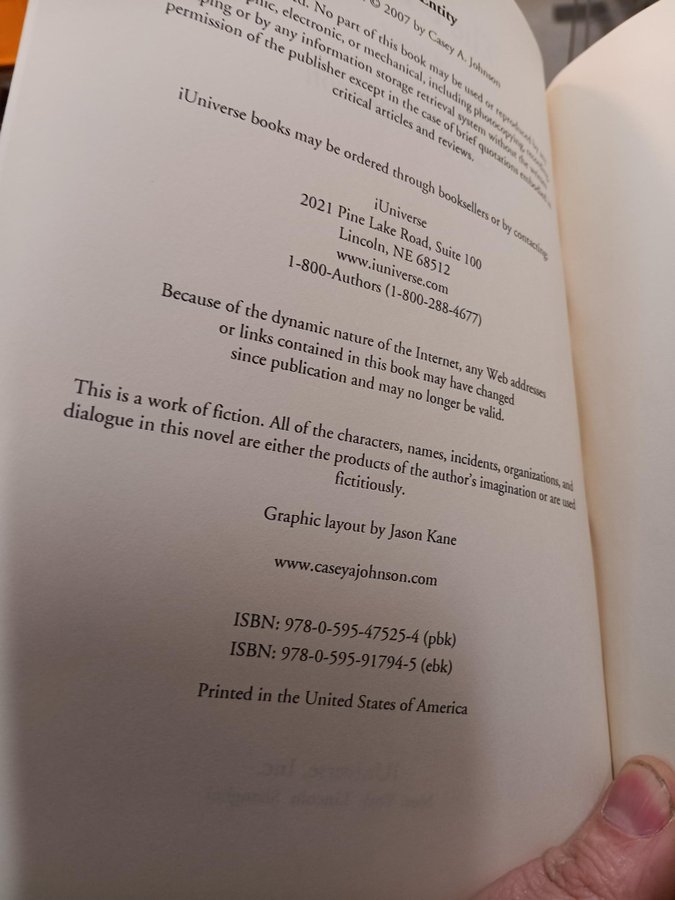 Entity
© 2007 by Casey A. Johnson
No part of this book may be used or reproduced by any
graphic, electronic, or mechanical, including photocopying, recording,
ping or by any information storage retrieval system without the written
permission of the publisher except in the case of brief quotations embodied in
critical articles and reviews.
iUniverse books may be ordered through booksellers or by contacting:
iUniverse
2021 Pine Lake Road, Suite 100
Lincoln, NE 68512
www.iuniverse.com
1-800-Authors (1-800-288-4677)
Because of the dynamic nature of the Internet, any Web addresses
or links contained in this book may have changed
since publication and may no longer be valid.
This is a work of fiction. All of the characters, names, incidents, organizations, and
dialogue in this novel are either the products of the author's imagination or are used
fictitiously.
Graphic layout by Jason Kane
www.caseyajohnson.com
ISBN: 978-0-595-47525-4 (pbk)
ISBN: 978-0-595-91794-5 (ebk)
Printed in the United States of America